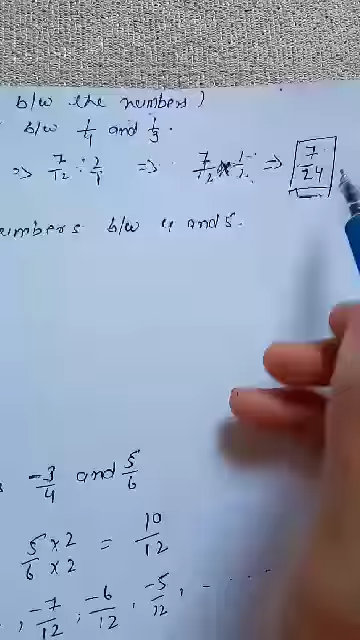 b/w the numbers)
b/w 1/4 and 1/3.
=> 7/12 ÷ 2/1 => 7/12 × 1/2 => 7/24
numbers b/w 4 and 5.
-3/4 and 5/6
5×2/6×2 = 10/12
, -7/12, -6/12, -5/12, - - - - -